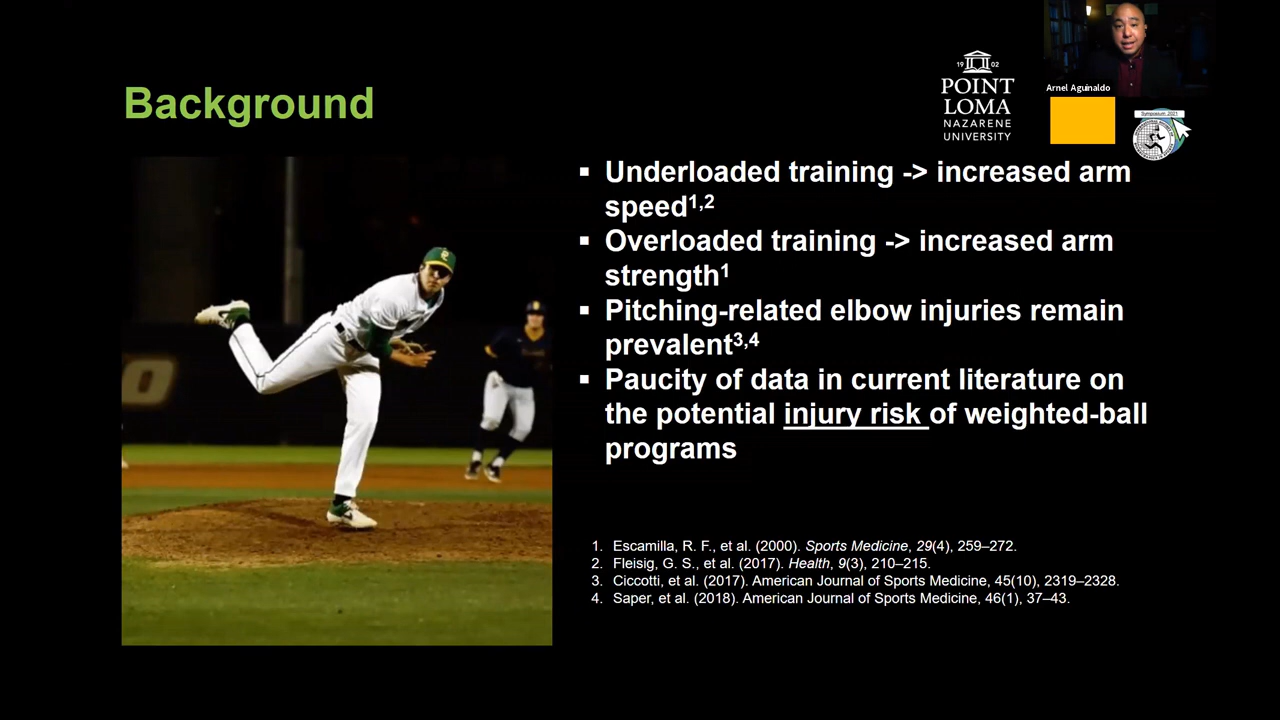 Background
19 02
POINT
LOMA
NAZARENE
UNIVERSITY
Arnel Aguinaldo
Symposium 2021
▪ Underloaded training -> increased arm
speed1,2
▪ Overloaded training -> increased arm
strength1
▪ Pitching-related elbow injuries remain
prevalent3,4
▪ Paucity of data in current literature on
the potential injury risk of weighted-ball
programs
1. Escamilla, R. F., et al. (2000). Sports Medicine, 29(4), 259–272.
2. Fleisig, G. S., et al. (2017). Health, 9(3), 210–215.
3. Ciccotti, et al. (2017). American Journal of Sports Medicine, 45(10), 2319–2328.
4. Saper, et al. (2018). American Journal of Sports Medicine, 46(1), 37–43.